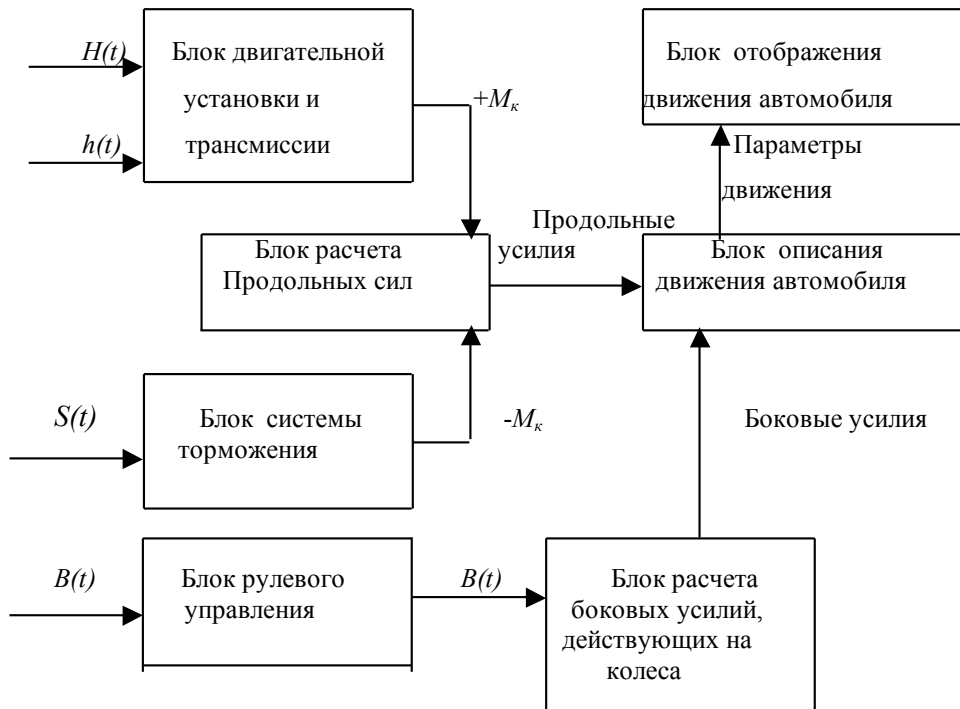 H(t)
h(t)
Блок двигательной
установки и
трансмиссии
+Mк
Блок отображения
движения автомобиля
Параметры
движения
Блок расчета
Продольных сил
Продольные
усилия
Блок описания
движения автомобиля
S(t)
Блок системы
торможения
-Mк
Боковые усилия
B(t)
Блок рулевого
управления
B(t)
Блок расчета
боковых усилий,
действующих на
колеса